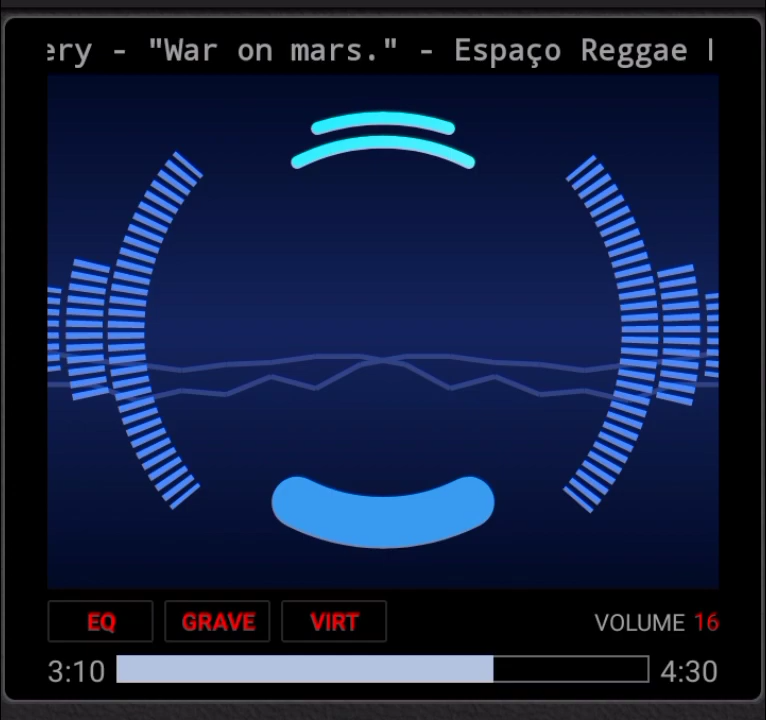 ery - "War on mars." - Espaço Reggae
EQ GRAVE VIRT VOLUME 16
3:10 4:30